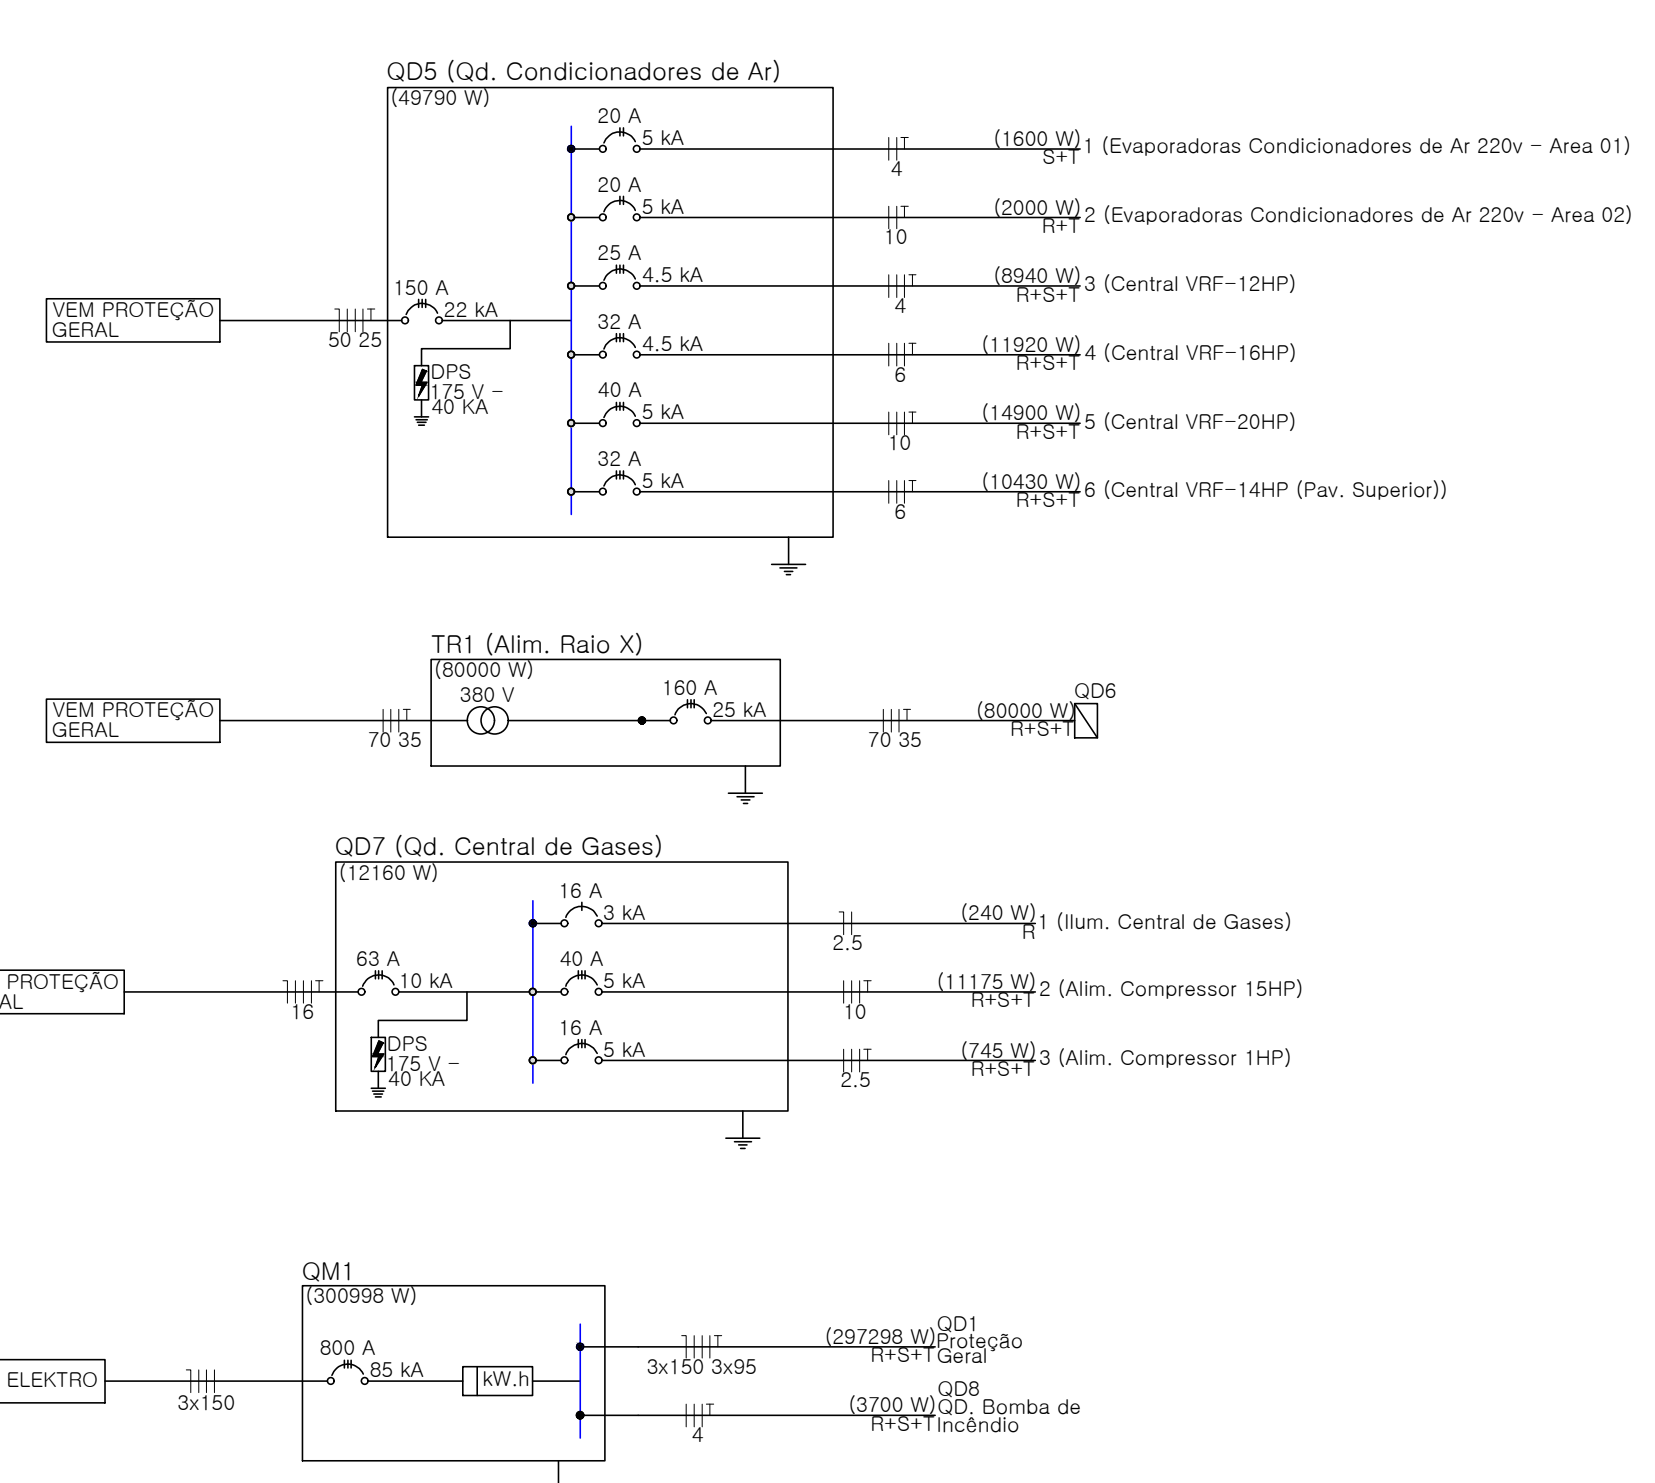 QD5 (Qd. Condicionadores de Ar)
(49790 W)
20 A
5 kA
4
(1600 W)
S+T
1 (Evaporadoras Condicionadores de Ar 220v - Area 01)
20 A
5 kA
10
(2000 W)
R+T
2 (Evaporadoras Condicionadores de Ar 220v - Area 02)
25 A
4.5 kA
4
(8940 W)
R+S+T
3 (Central VRF-12HP)
VEM PROTEÇÃO
GERAL
50 25
T
150 A
22 kA
DPS
175 V -
40 KA
32 A
4.5 kA
6
(11920 W)
R+S+T
4 (Central VRF-16HP)
40 A
5 kA
10
(14900 W)
R+S+T
5 (Central VRF-20HP)
32 A
5 kA
6
(10430 W)
R+S+T
6 (Central VRF-14HP (Pav. Superior))
TR1 (Alim. Raio X)
(80000 W)
VEM PROTEÇÃO
GERAL
70 35
380 V
160 A
25 kA
70 35
(80000 W)
R+S+T
QD6
QD7 (Qd. Central de Gases)
(12160 W)
16 A
3 kA
2.5
(240 W)
R
1 (Ilum. Central de Gases)
PROTEÇÃO
AL
16
63 A
10 kA
DPS
175 V -
40 KA
40 A
5 kA
10
(11175 W)
R+S+T
2 (Alim. Compressor 15HP)
16 A
5 kA
2.5
(745 W)
R+S+T
3 (Alim. Compressor 1HP)
QM1
(300998 W)
ELEKTRO
3x150
800 A
85 kA
kW.h
3x150 3x95
(297298 W)
R+S+T
QD1
Proteção
Geral
4
(3700 W)
R+S+T
QD8
QD. Bomba de
Incêndio